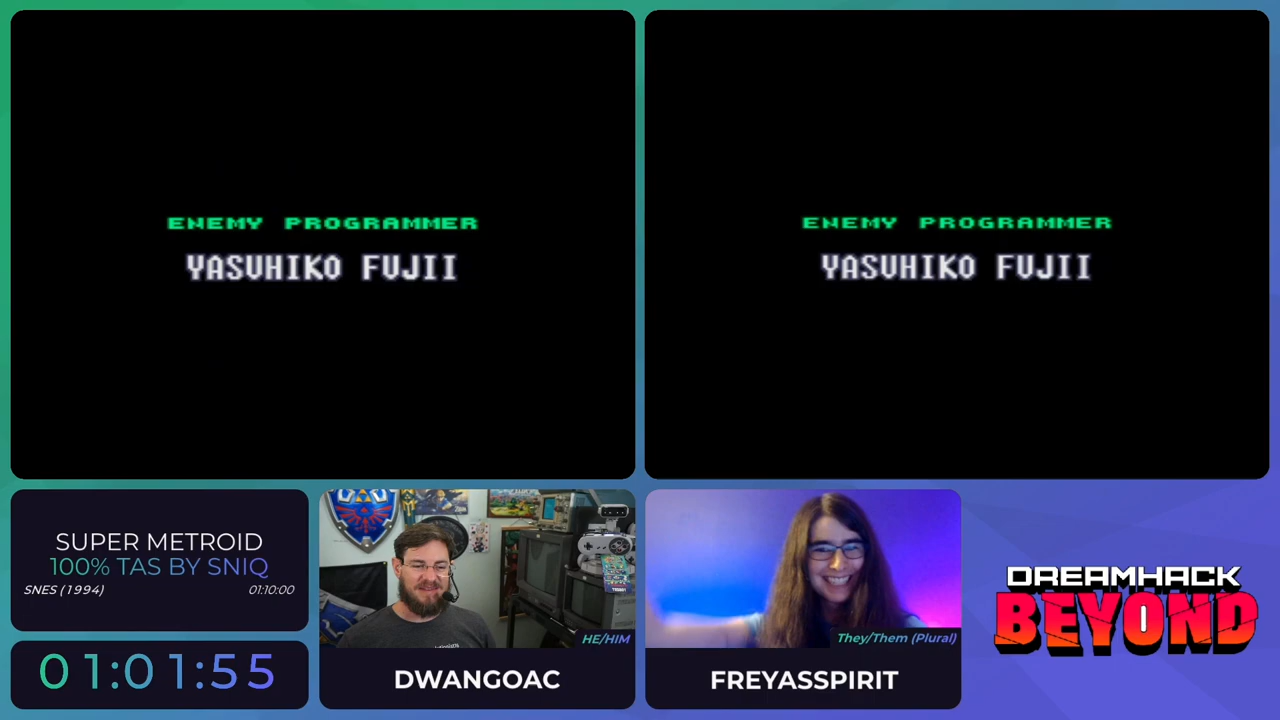 ENEMY PROGRAMMER
YASUHIKO FUJII
ENEMY PROGRAMMER
YASUHIKO FUJII
SUPER METROID
100% TAS BY SNIQ
SNES (1994)
01:10:00
01:01:55
HE/HIM
DWANGOAC
They/Them (Plural)
FREYASSPIRIT
DREAMHACK
BEYOND